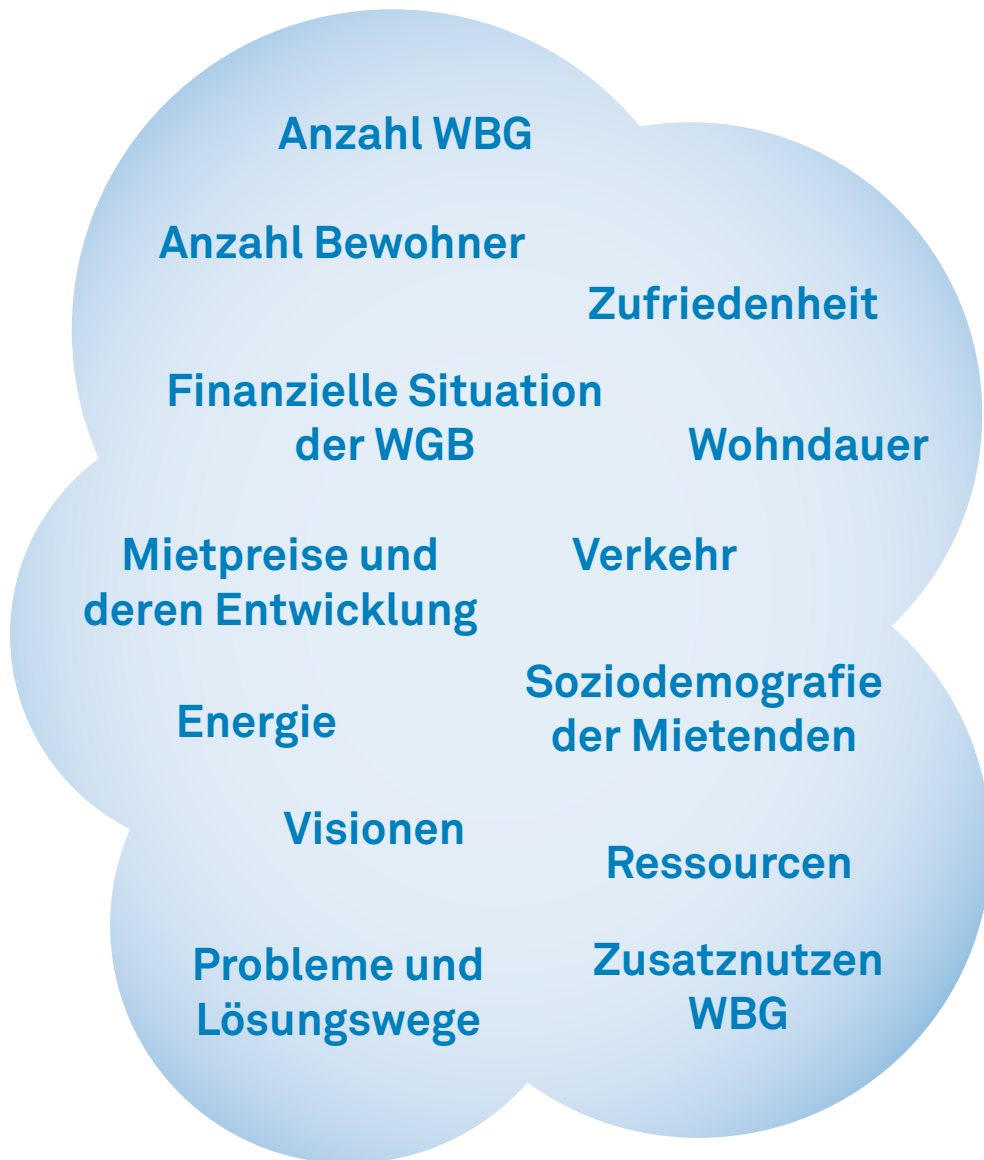 Anzahl WBG
Anzahl Bewohner
Zufriedenheit
Finanzielle Situation
der WGB
Wohndauer
Mietpreise und
deren Entwicklung
Verkehr
Soziodemografie
der Mietenden
Energie
Visionen
Ressourcen
Probleme und
Lösungswege
Zusatznutzen
WBG